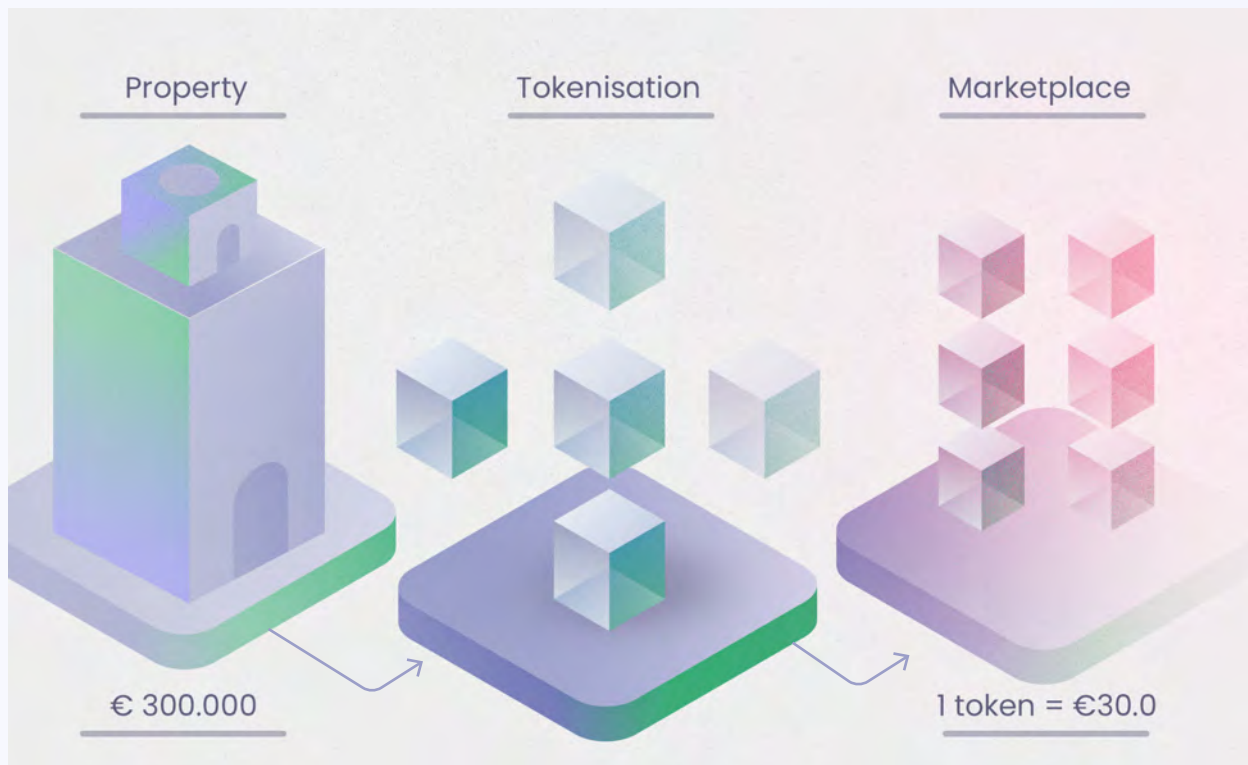 Property
Tokenisation
Marketplace
€ 300.000
1 token = €30.0